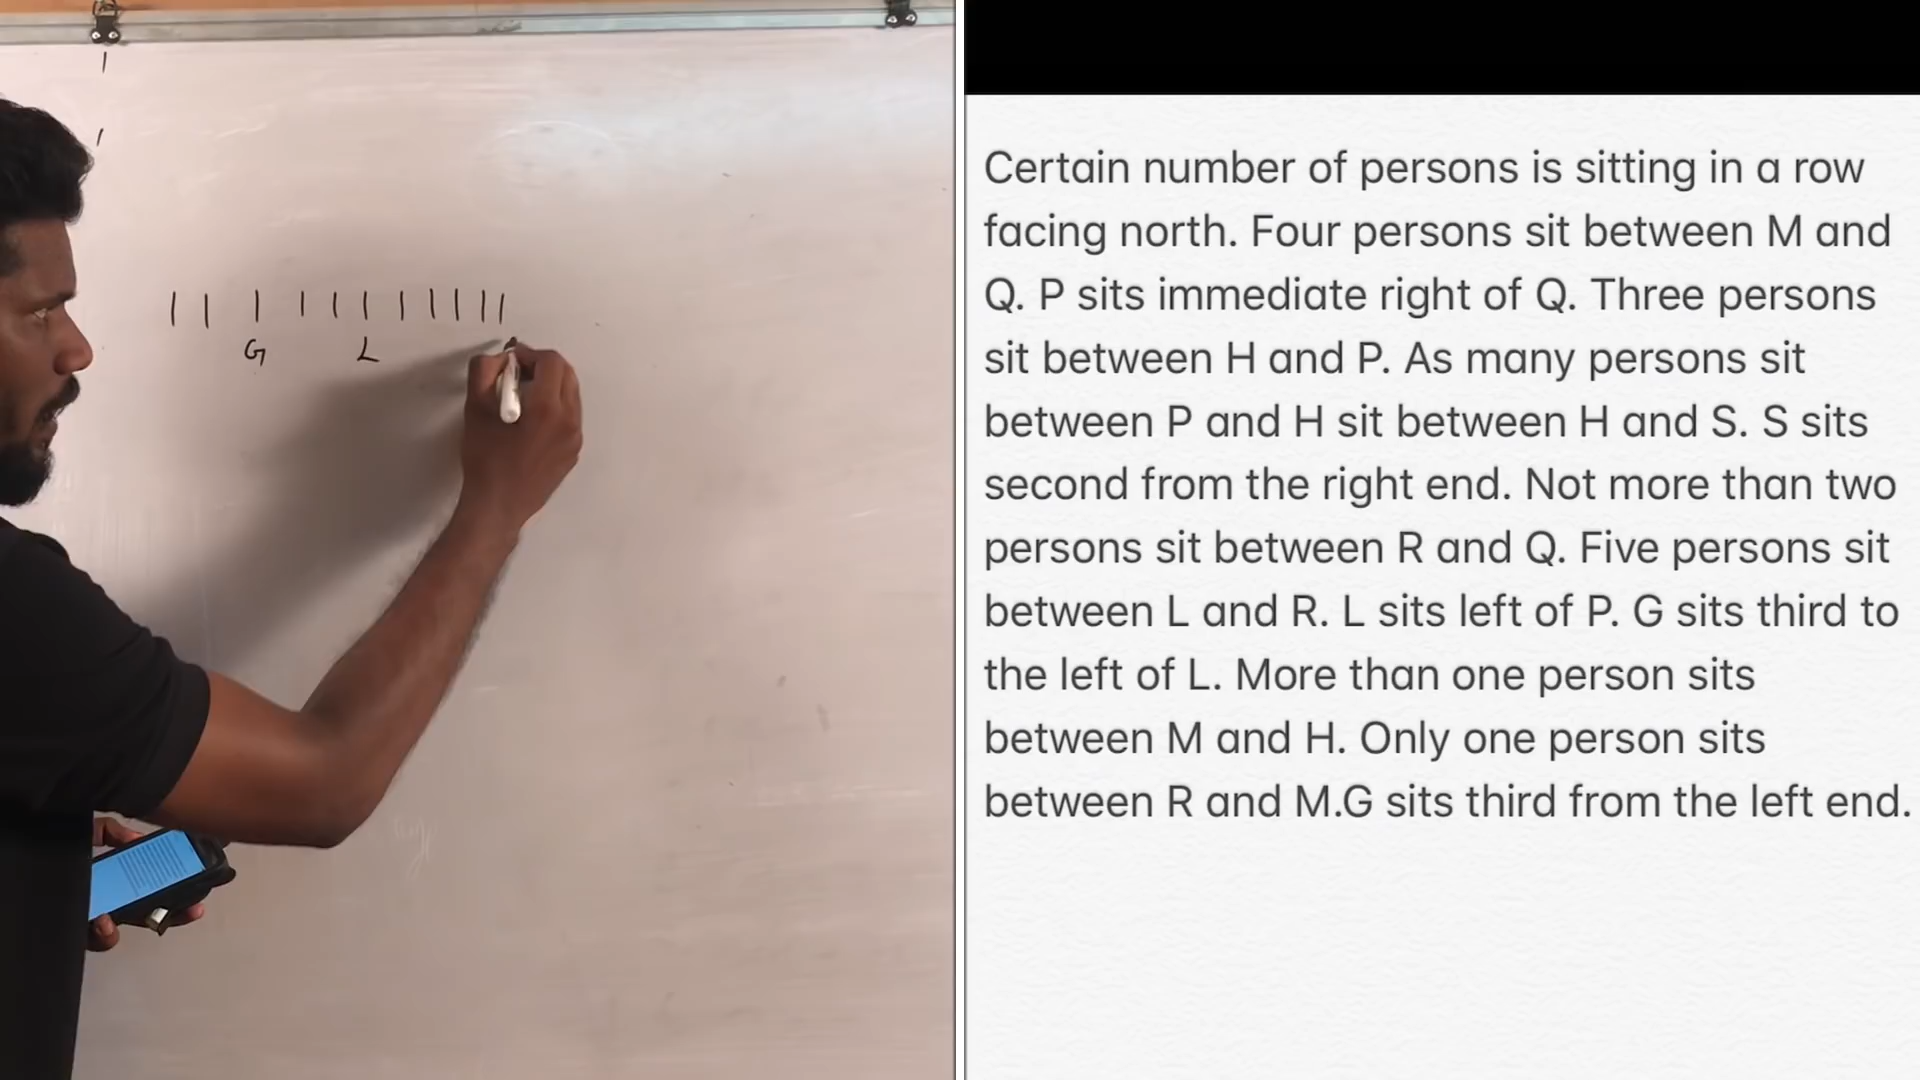 G L
Certain number of persons is sitting in a row
facing north. Four persons sit between M and
Q. P sits immediate right of Q. Three persons
sit between H and P. As many persons sit
between P and H sit between H and S. S sits
second from the right end. Not more than two
persons sit between R and Q. Five persons sit
between L and R. L sits left of P. G sits third to
the left of L. More than one person sits
between M and H. Only one person sits
between R and M.G sits third from the left end.